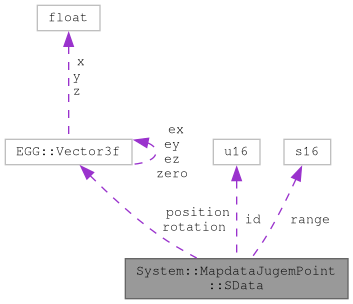 float
x
y
z
EGG::Vector3f
ex
ey
ez
zero
u16
s16
position
rotation
id
range
System::MapdataJugemPoint
::SData